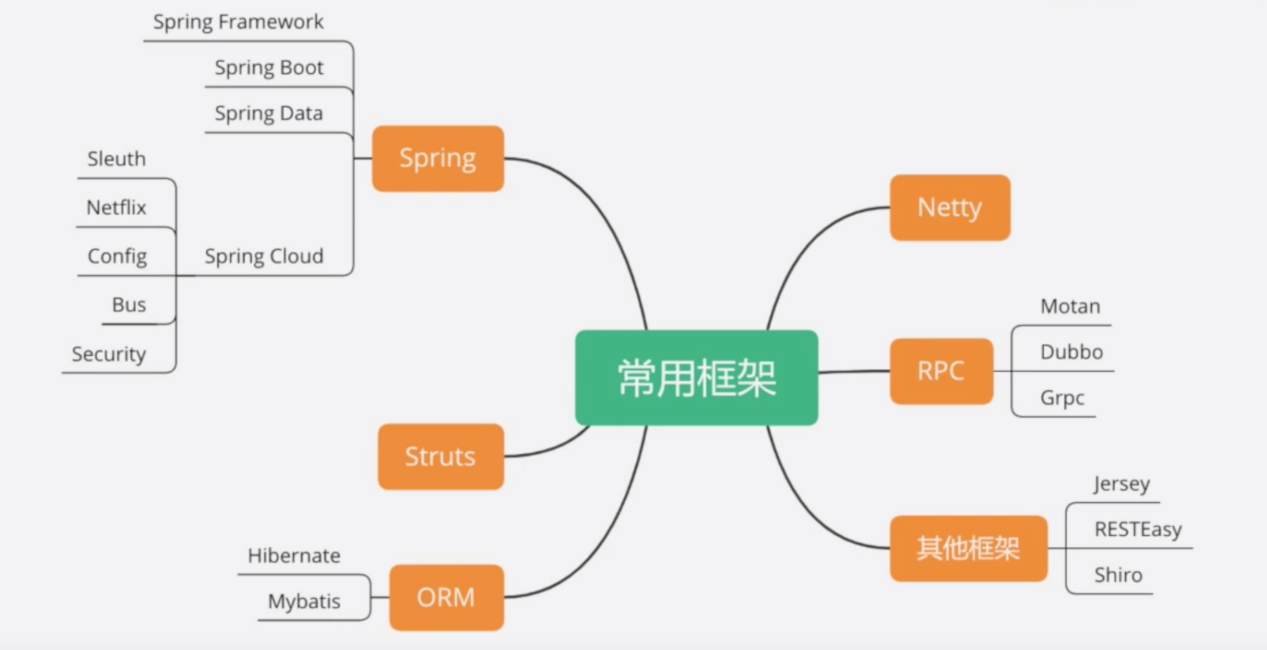 Spring Framework
Spring Boot
Spring Data
Spring Cloud
Sleuth
Netflix
Config
Bus
Security
Spring
Struts
Hibernate
Mybatis
ORM
常用框架
Netty
RPC
Motan
Dubbo
Grpc
其他框架
Jersey
RESTEasy
Shiro